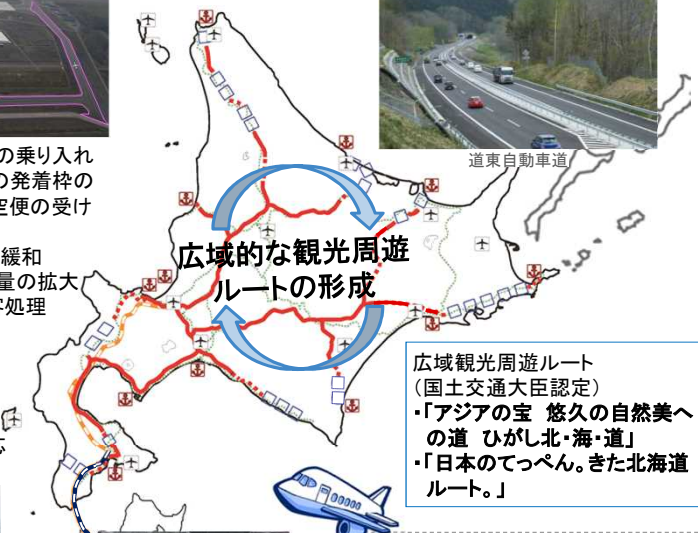 の乗り入れ
の発着枠の
空便の受け
緩和
量の拡大
処理
道東自動車道
広域的な観光周遊
ルートの形成
広域観光周遊ルート
(国土交通大臣認定)
・「アジアの宝 悠久の自然美へ
の道 ひがし北・海・道」
・「日本のてっぺん。きた北海道
ルート。」